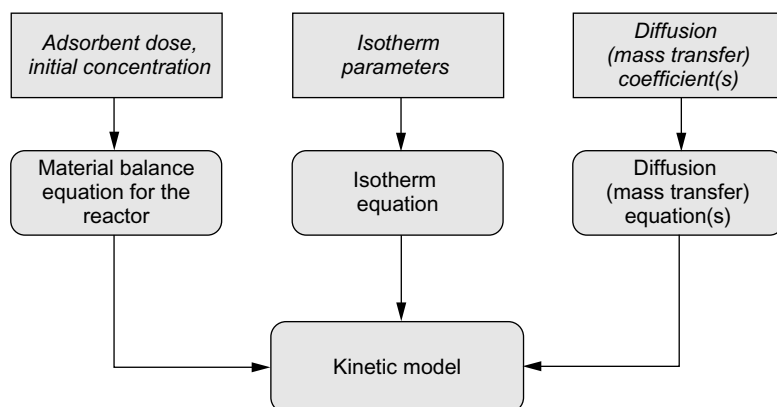 Adsorbent dose,
initial concentration
Isotherm
parameters
Diffusion
(mass transfer)
coefficient(s)
Material balance
equation for the
reactor
Isotherm
equation
Diffusion
(mass transfer)
equation(s)
Kinetic model